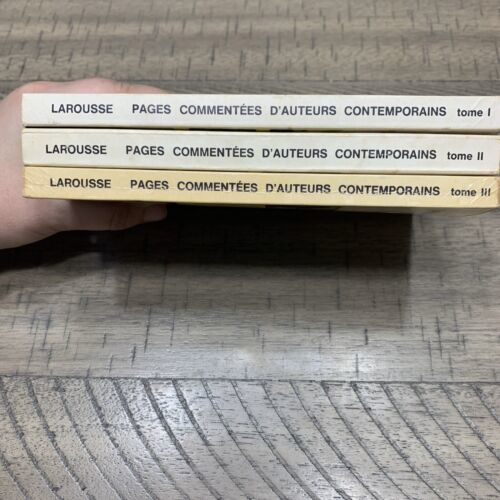 LAROUSSE PAGES COMMENTÉES D'AUTEURS CONTEMPORAINS tome I
LAROUSSE PAGES COMMENTÉES D'AUTEURS CONTEMPORAINS tome II
LAROUSSE PAGES COMMENTÉES D'AUTEURS CONTEMPORAINS tome III